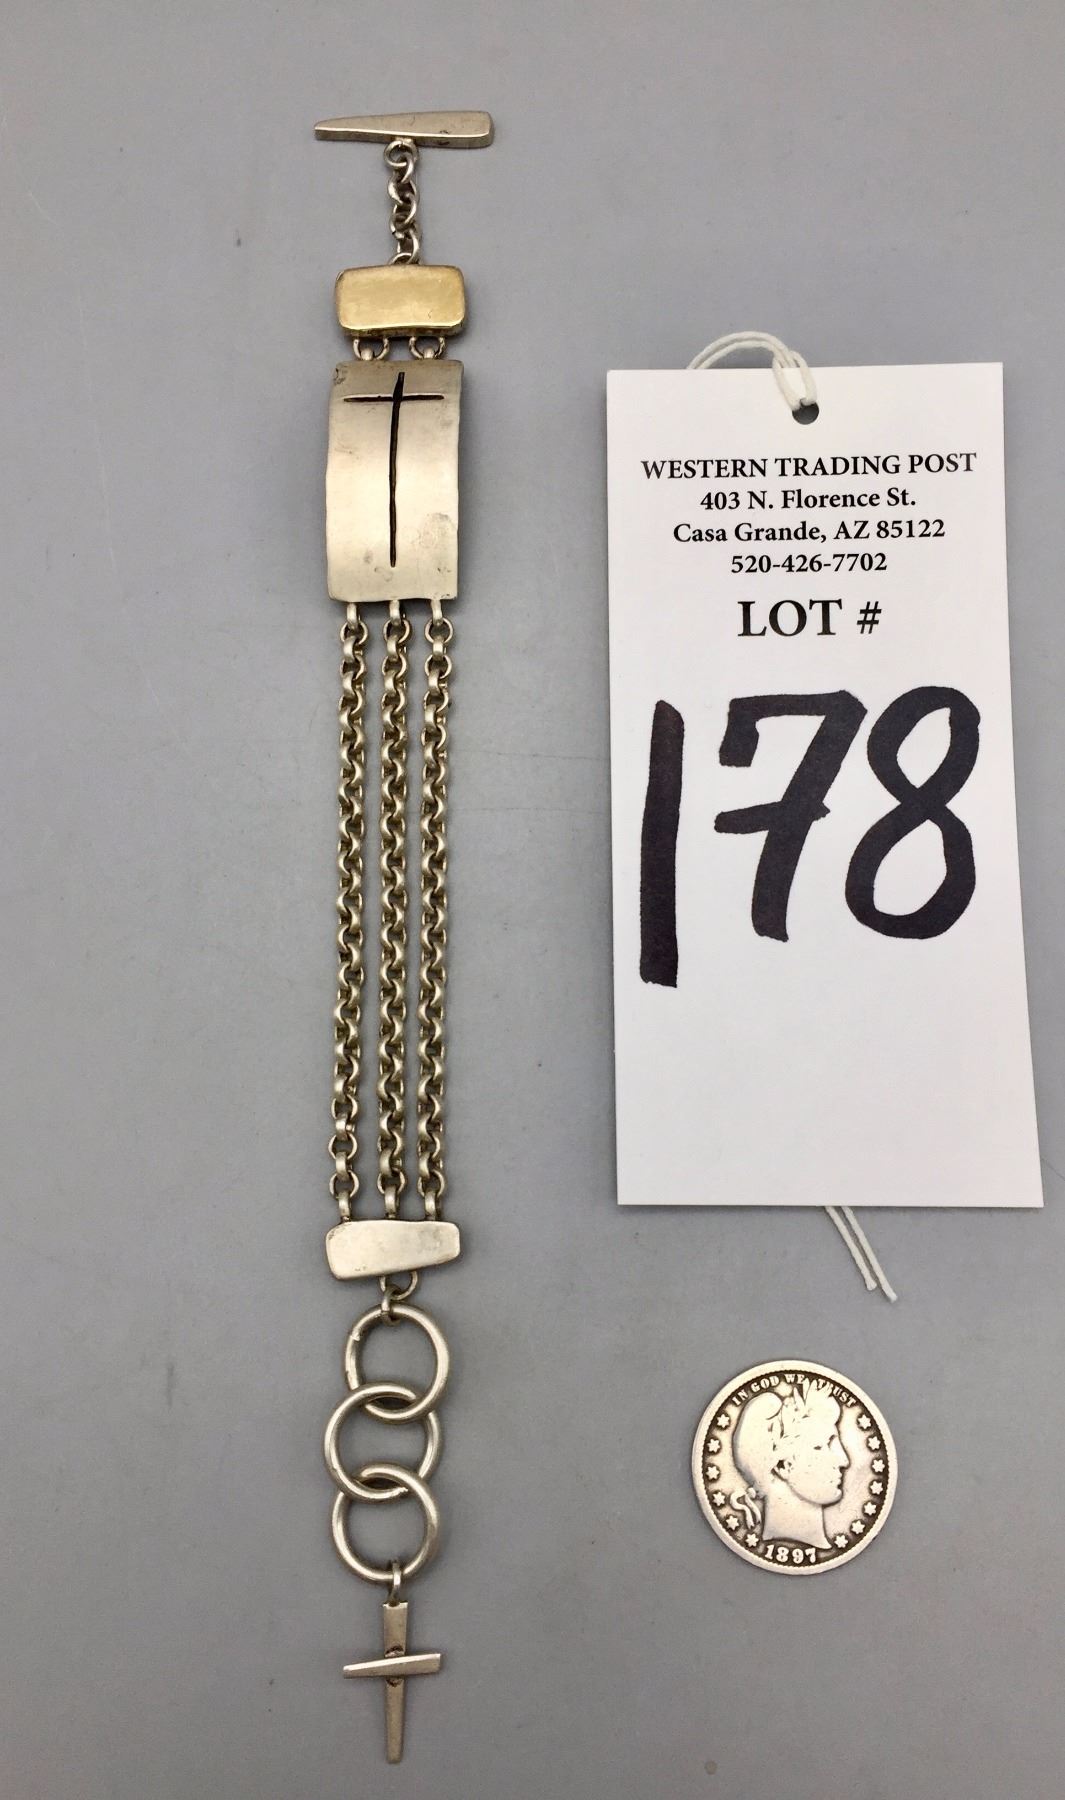 WESTERN TRADING POST
403 N. Florence St.
Casa Grande, AZ 85122
520-426-7702
LOT #
178
IN GOD WE TRUST
1897